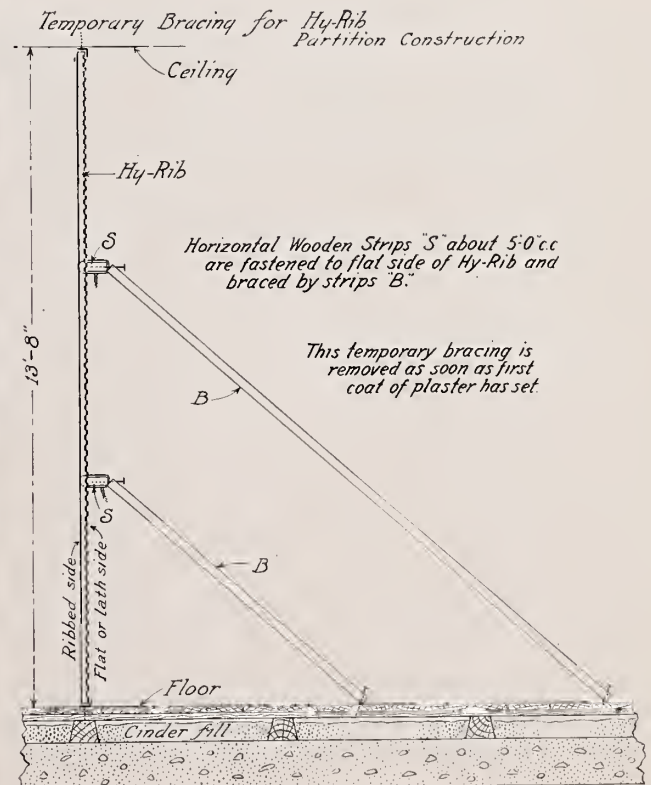 Temporary Bracing for Hy-Rib
Partition Construction
Ceiling
Hy-Rib
S
Horizontal Wooden Strips "S" about 5'-0" c.c
are fastened to flat side of Hy-Rib and
braced by strips "B."
This temporary bracing is
removed as soon as first
coat of plaster has set.
13'-8"
B
S
B
Ribbed side
Flat or lath side
Floor
Cinder fill